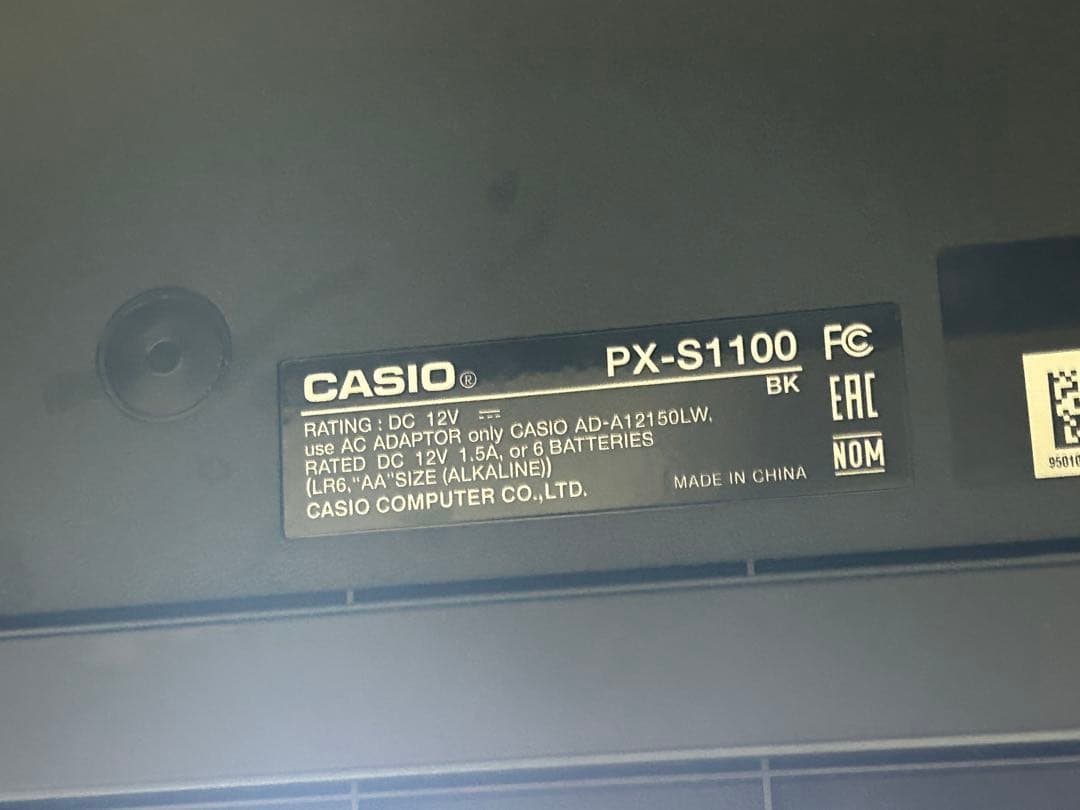 CASIO® PX-S1100
BK
RATING : DC 12V ⎓
use AC ADAPTOR only CASIO AD-A12150LW,
RATED DC 12V 1.5A, or 6 BATTERIES
(LR6,"AA"SIZE (ALKALINE))
CASIO COMPUTER CO.,LTD.
MADE IN CHINA
FC
EAC
NOM